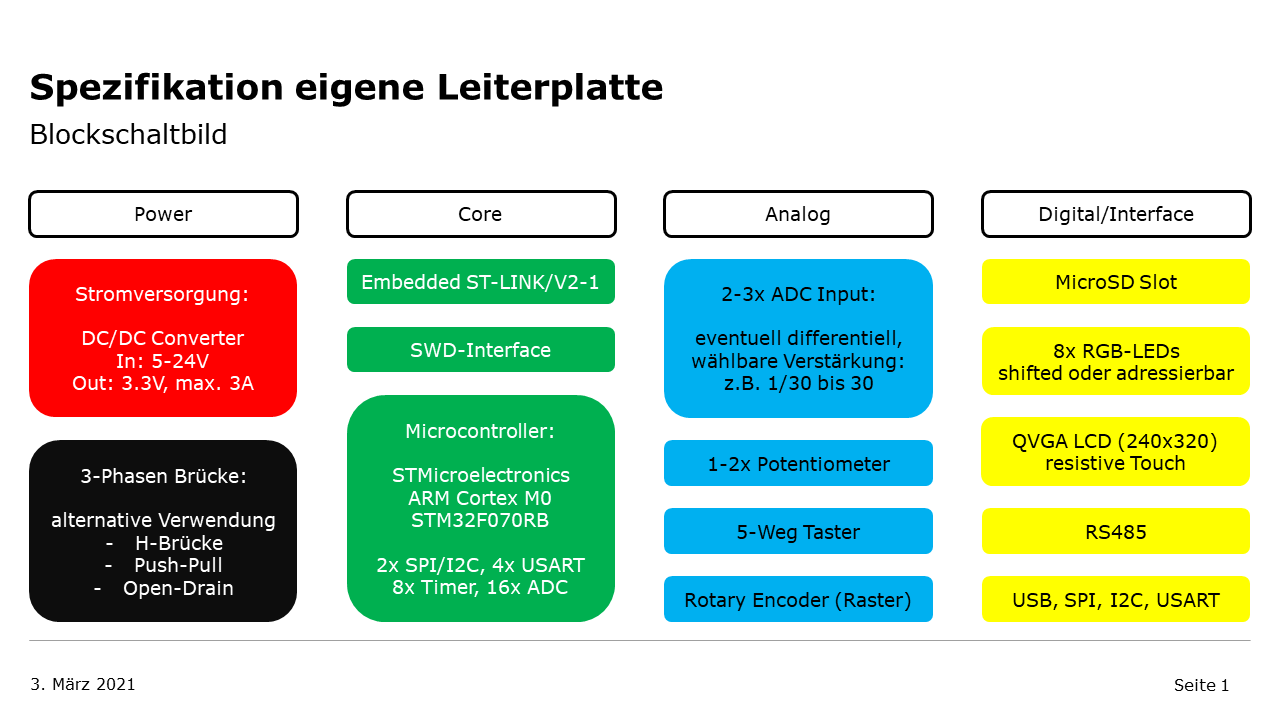 Spezifikation eigene Leiterplatte
Blockschaltbild
Power
Stromversorgung:
DC/DC Converter
In: 5-24V
Out: 3.3V, max. 3A
3-Phasen Brücke:
alternative Verwendung
- H-Brücke
- Push-Pull
- Open-Drain
Core
Embedded ST-LINK/V2-1
SWD-Interface
Microcontroller:
STMicroelectronics
ARM Cortex M0
STM32F070RB
2x SPI/I2C, 4x USART
8x Timer, 16x ADC
Analog
2-3x ADC Input:
eventuell differentiell,
wählbare Verstärkung:
z.B. 1/30 bis 30
1-2x Potentiometer
5-Weg Taster
Rotary Encoder (Raster)
Digital/Interface
MicroSD Slot
8x RGB-LEDs
shifted oder adressierbar
QVGA LCD (240x320)
resistive Touch
RS485
USB, SPI, I2C, USART
3. März 2021
Seite 1